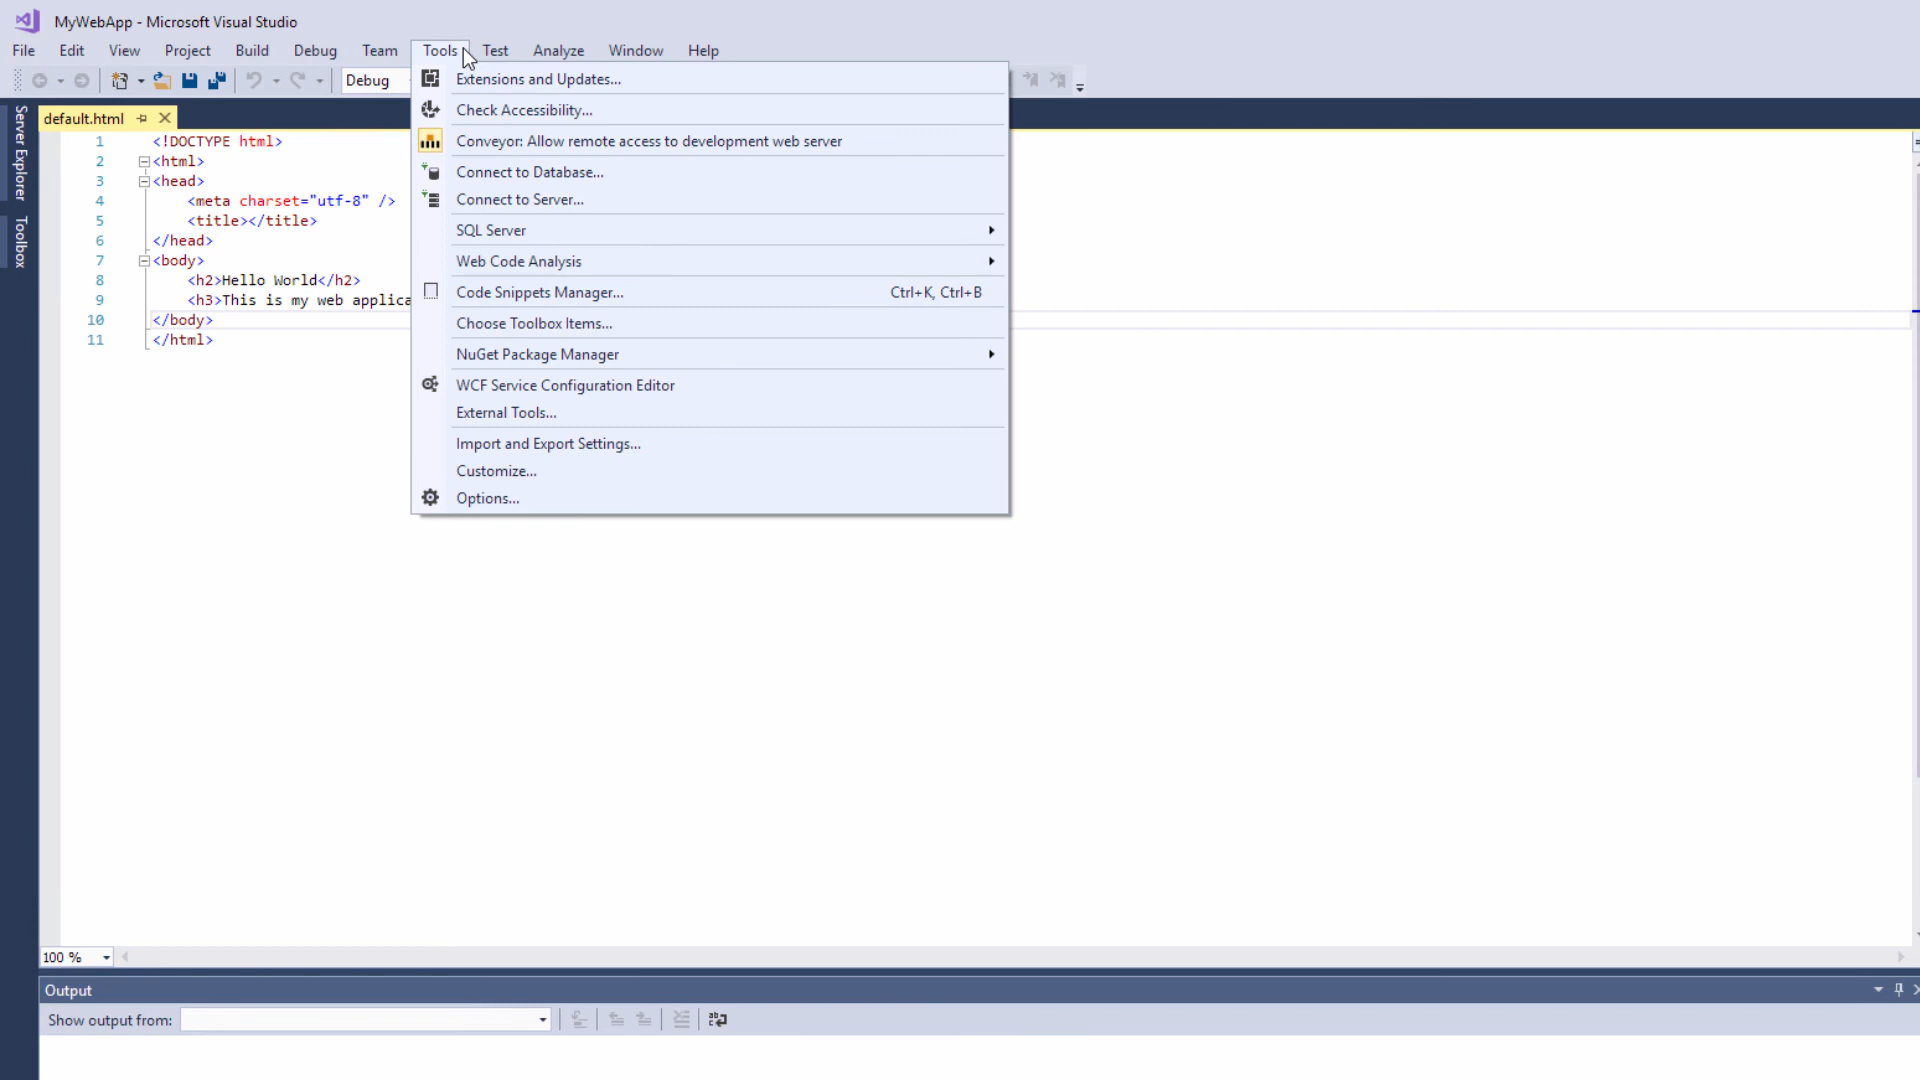 MyWebApp - Microsoft Visual Studio
File Edit View Project Build Debug Team Tools Test Analyze Window Help
Debug
Server Explorer
Toolbox
default.html
1 <!DOCTYPE html>
2 <html>
3 <head>
4 <meta charset="utf-8" />
5 <title></title>
6 </head>
7 <body>
8 <h2>Hello World</h2>
9 <h3>This is my web applica
10 </body>
11 </html>
Extensions and Updates...
Check Accessibility...
Conveyor: Allow remote access to development web server
Connect to Database...
Connect to Server...
SQL Server
Web Code Analysis
Code Snippets Manager... Ctrl+K, Ctrl+B
Choose Toolbox Items...
NuGet Package Manager
WCF Service Configuration Editor
External Tools...
Import and Export Settings...
Customize...
Options...
100 %
Output
Show output from: